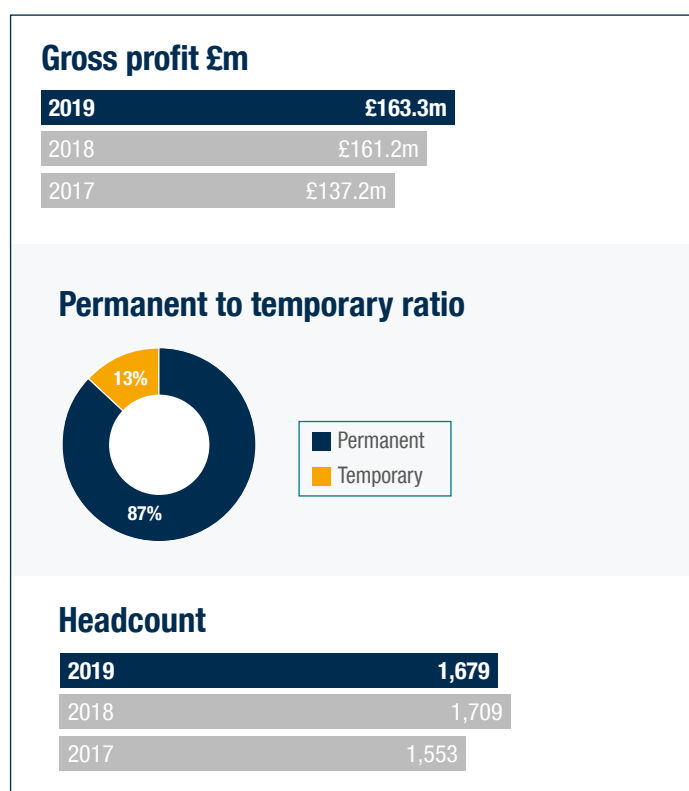 Gross profit £m
2019 £163.3m
2018 £161.2m
2017 £137.2m
Permanent to temporary ratio
13%
87%
Permanent
Temporary
Headcount
2019 1,679
2018 1,709
2017 1,553